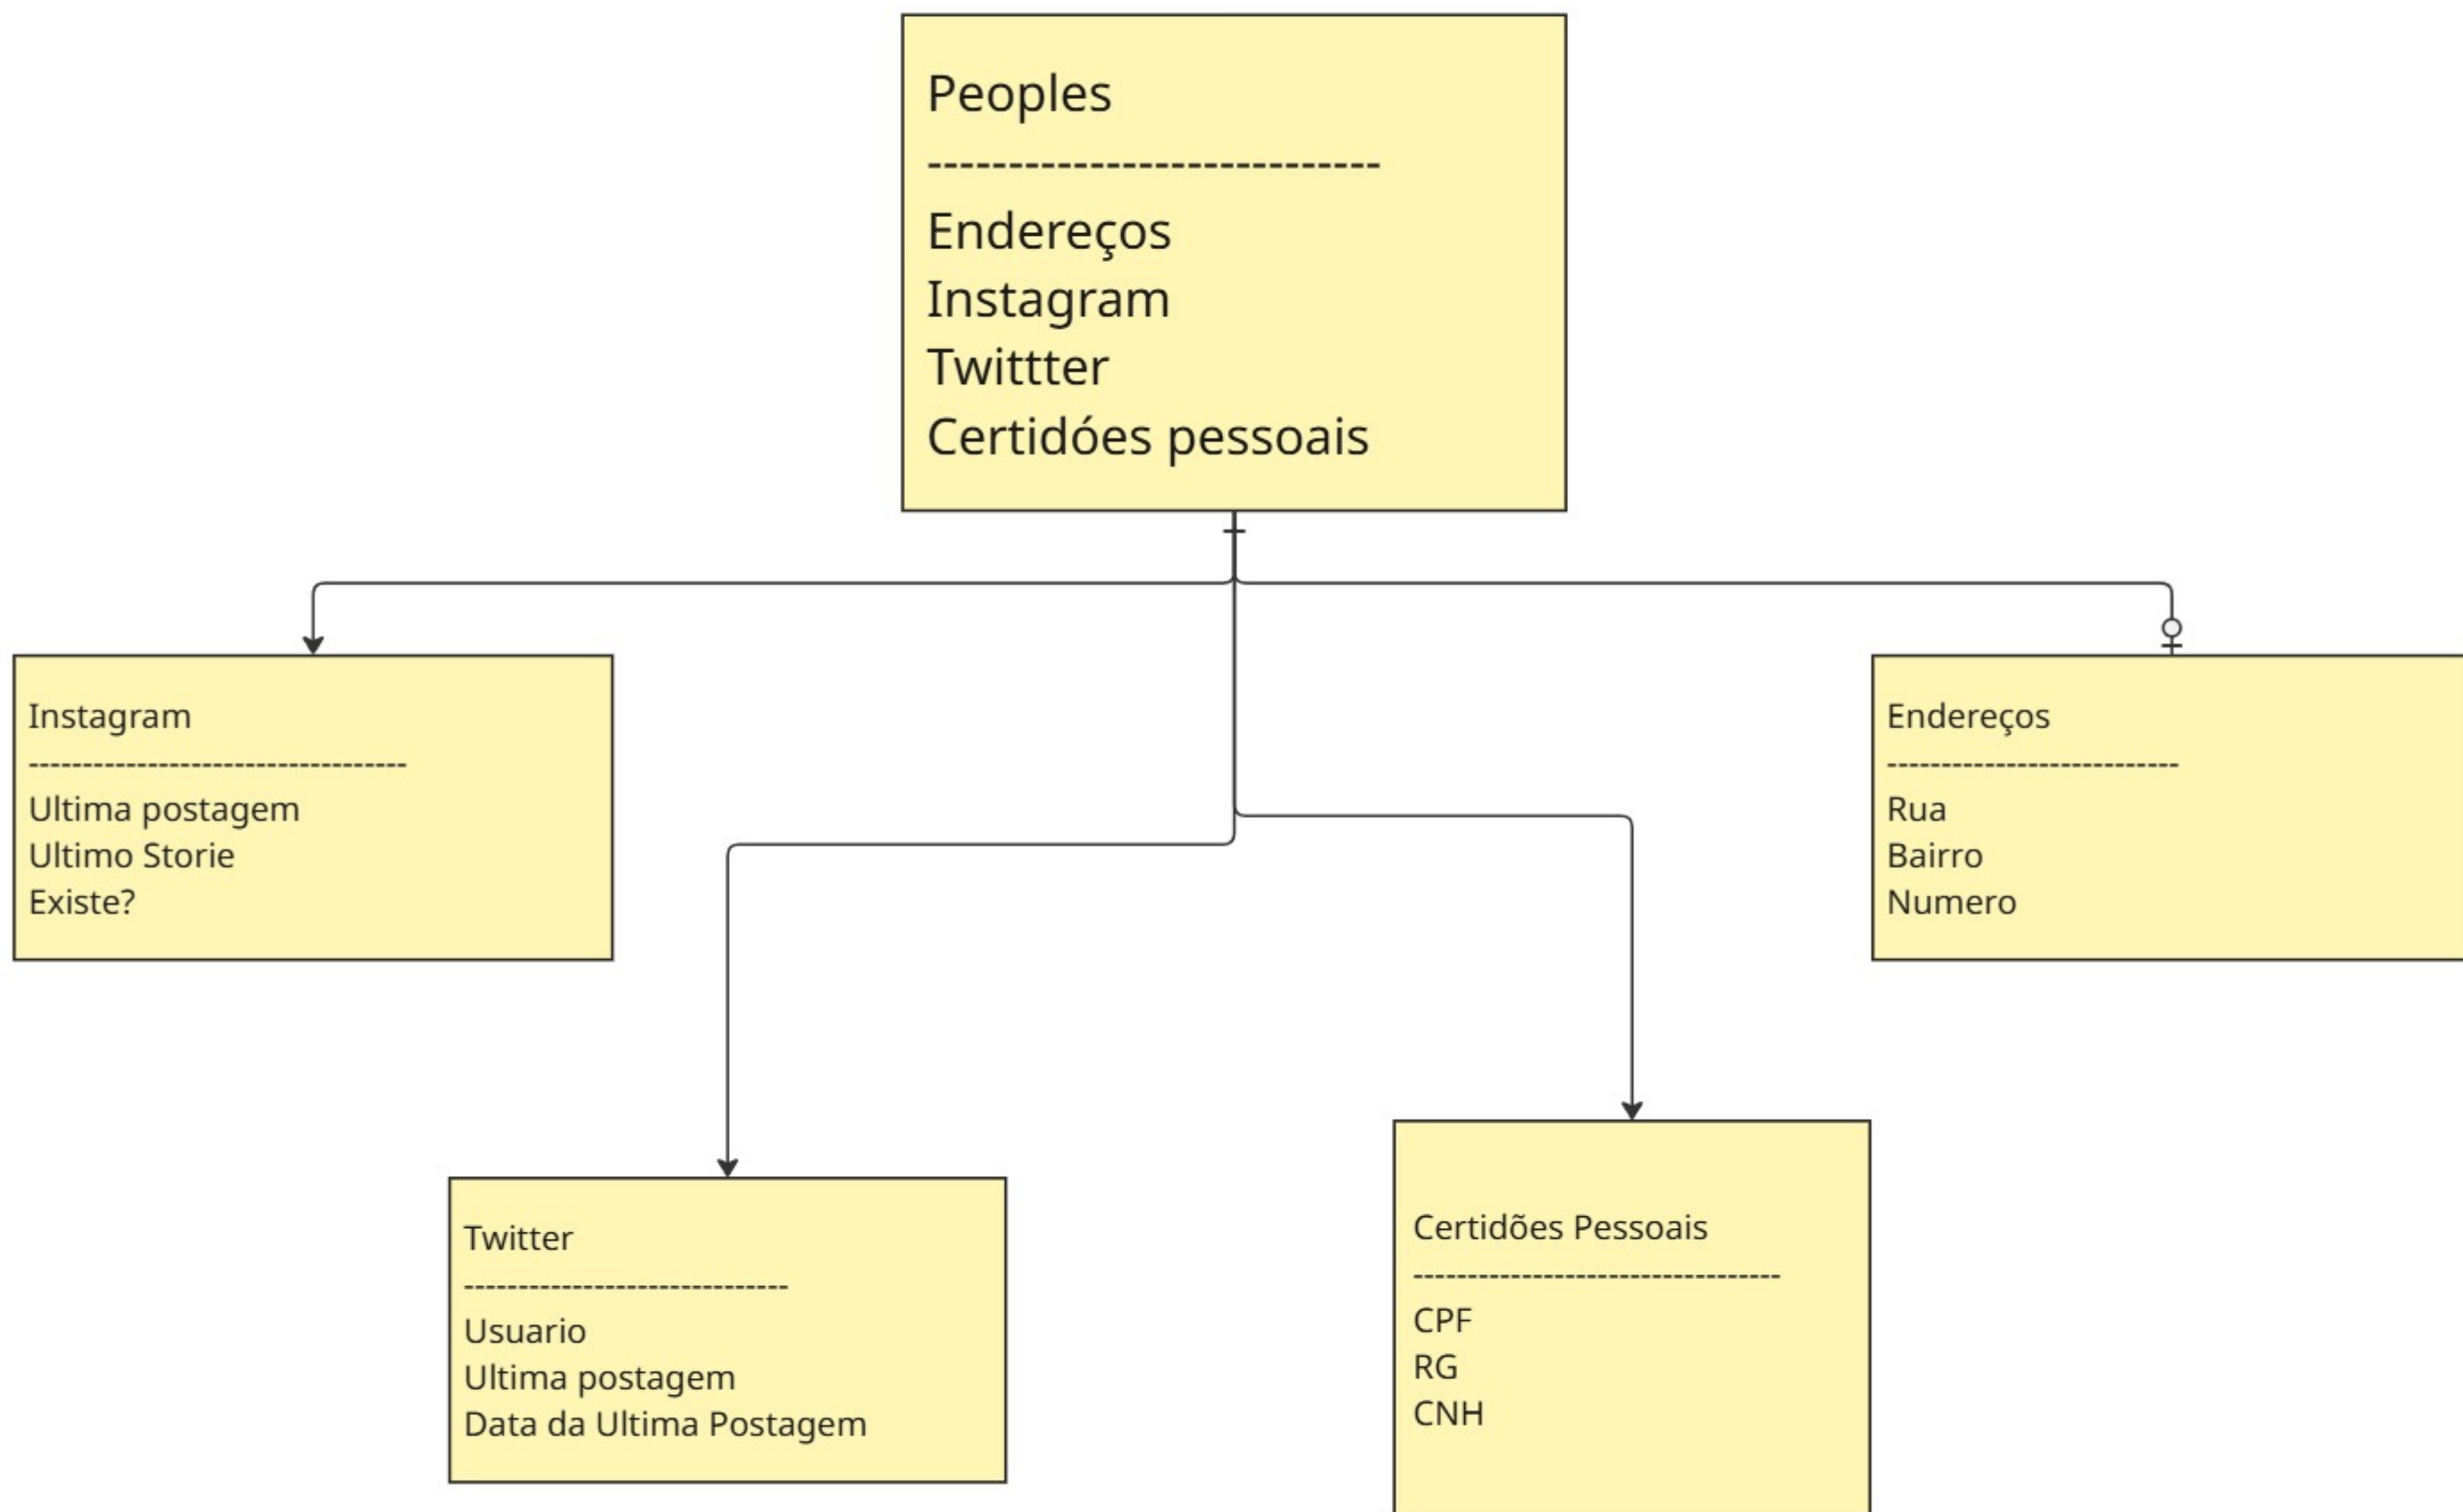 Peoples
----------------------------
Endereços
Instagram
Twittter
Certidóes pessoais
Instagram
-----------------------------------
Ultima postagem
Ultimo Storie
Existe?
Endereços
---------------------------
Rua
Bairro
Numero
Twitter
------------------------------
Usuario
Ultima postagem
Data da Ultima Postagem
Certidões Pessoais
----------------------------------
CPF
RG
CNH